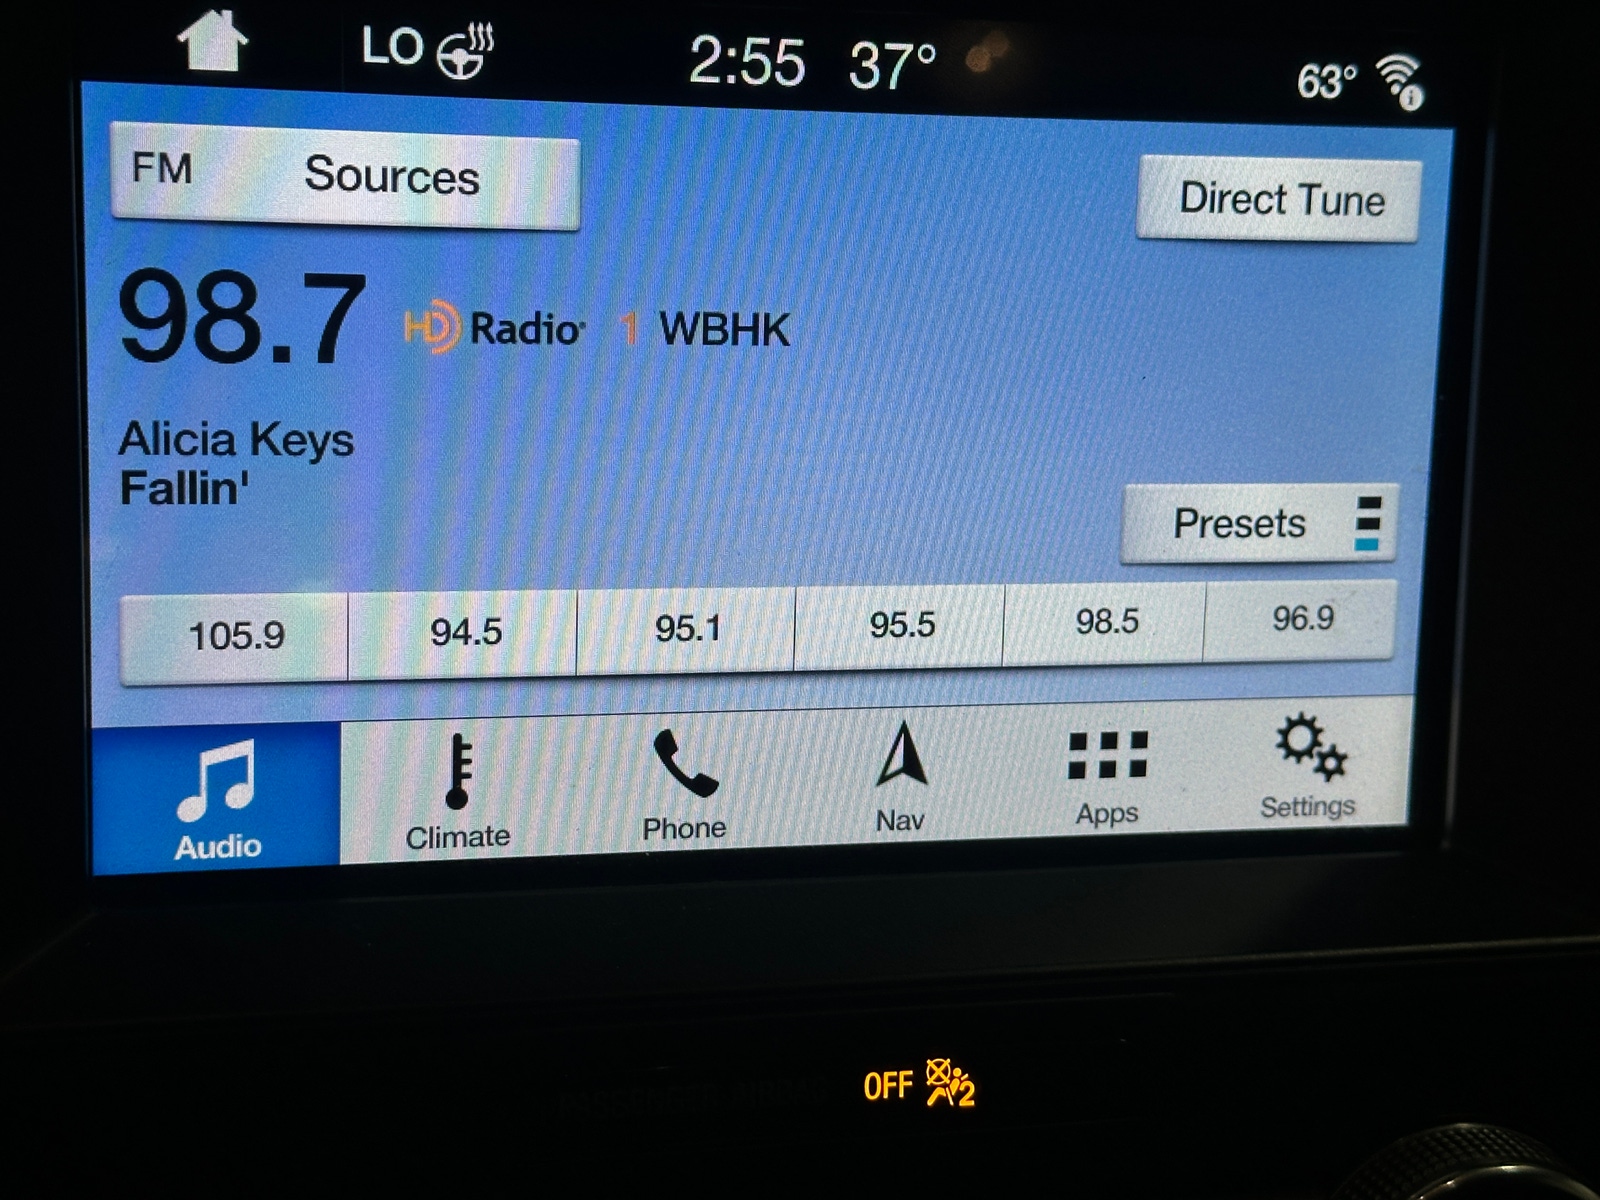 LO 2:55 37° 63°
FM Sources
Direct Tune
98.7 HD Radio 1 WBHK
Alicia Keys
Fallin'
Presets
105.9 94.5 95.1 95.5 98.5 96.9
Audio Climate Phone Nav Apps Settings
OFF 2